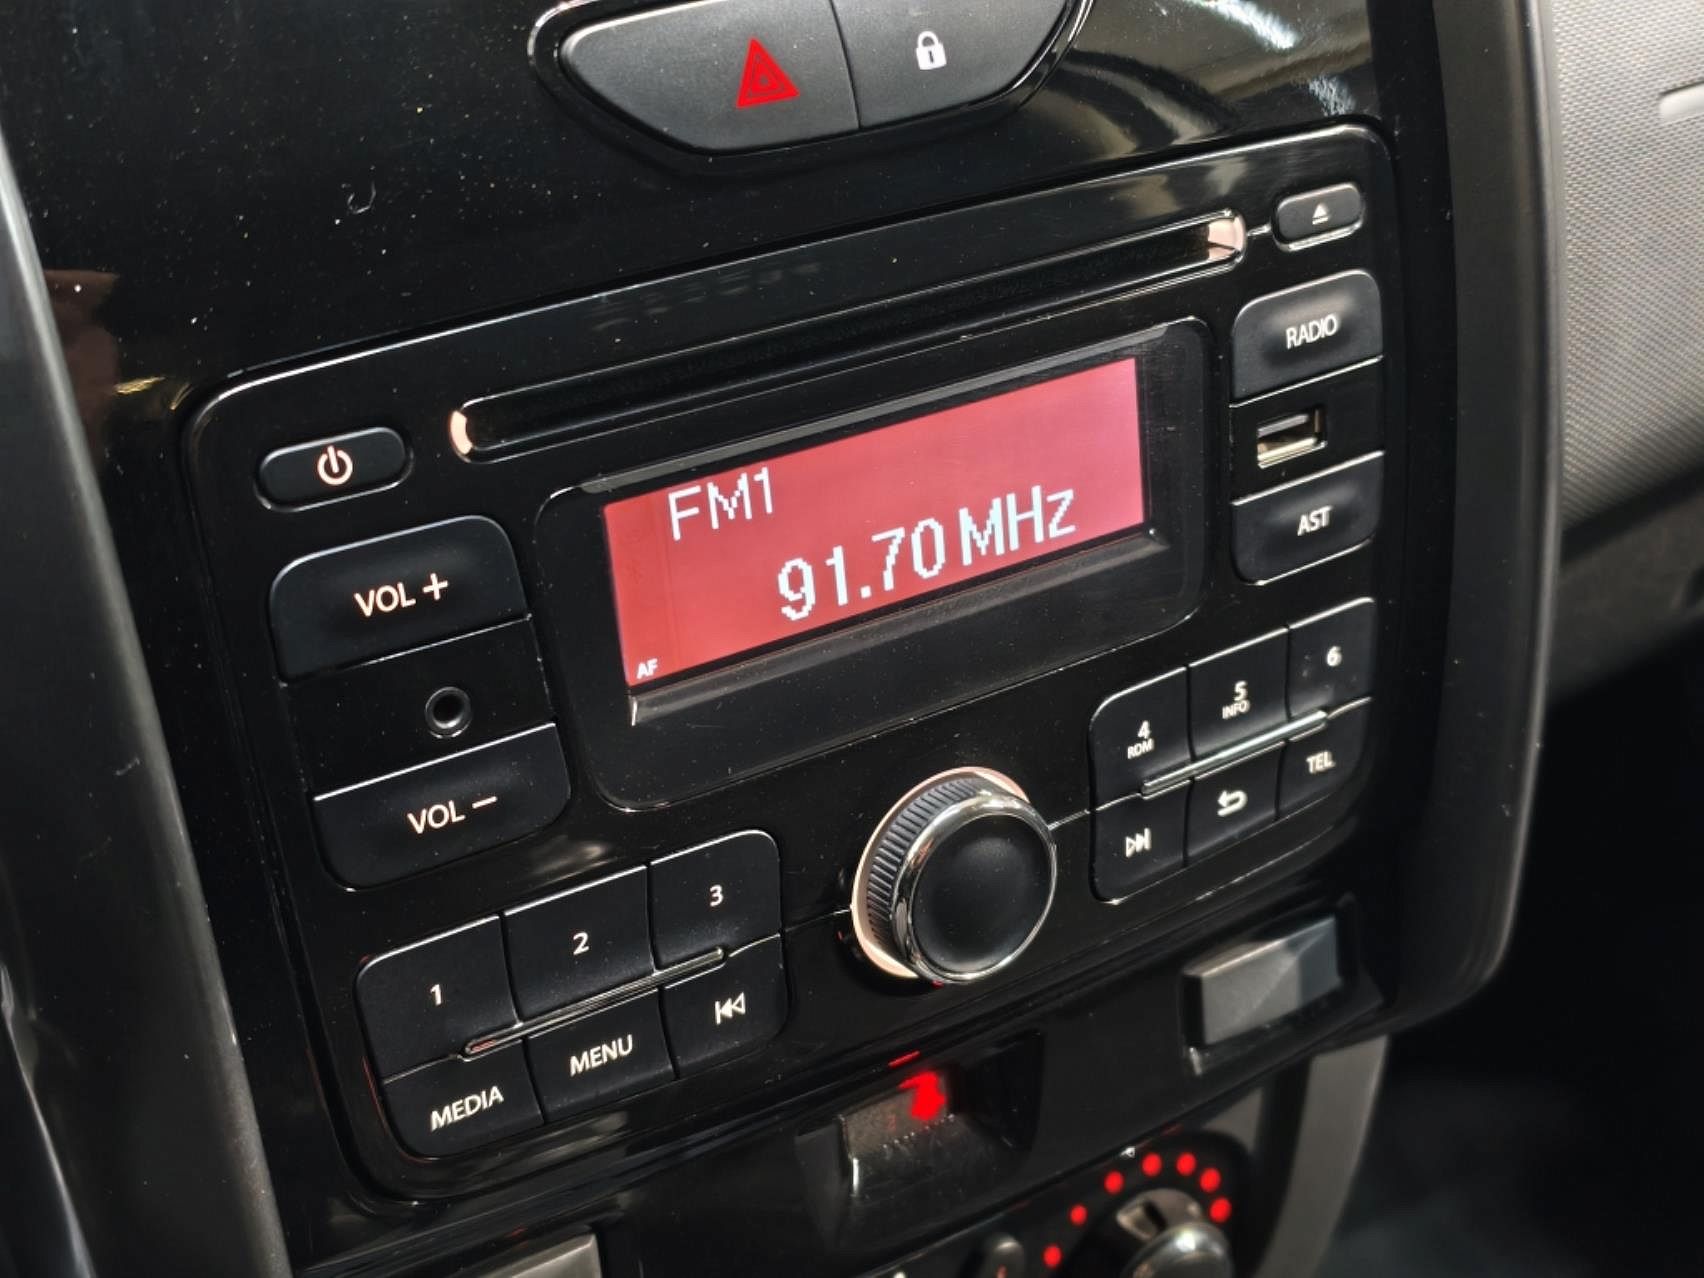 RADIO
FM1
91.70 MHz
AF
AST
VOL +
VOL −
1
2
3
MEDIA
MENU
4
RDM
5
INFO
6
TEL